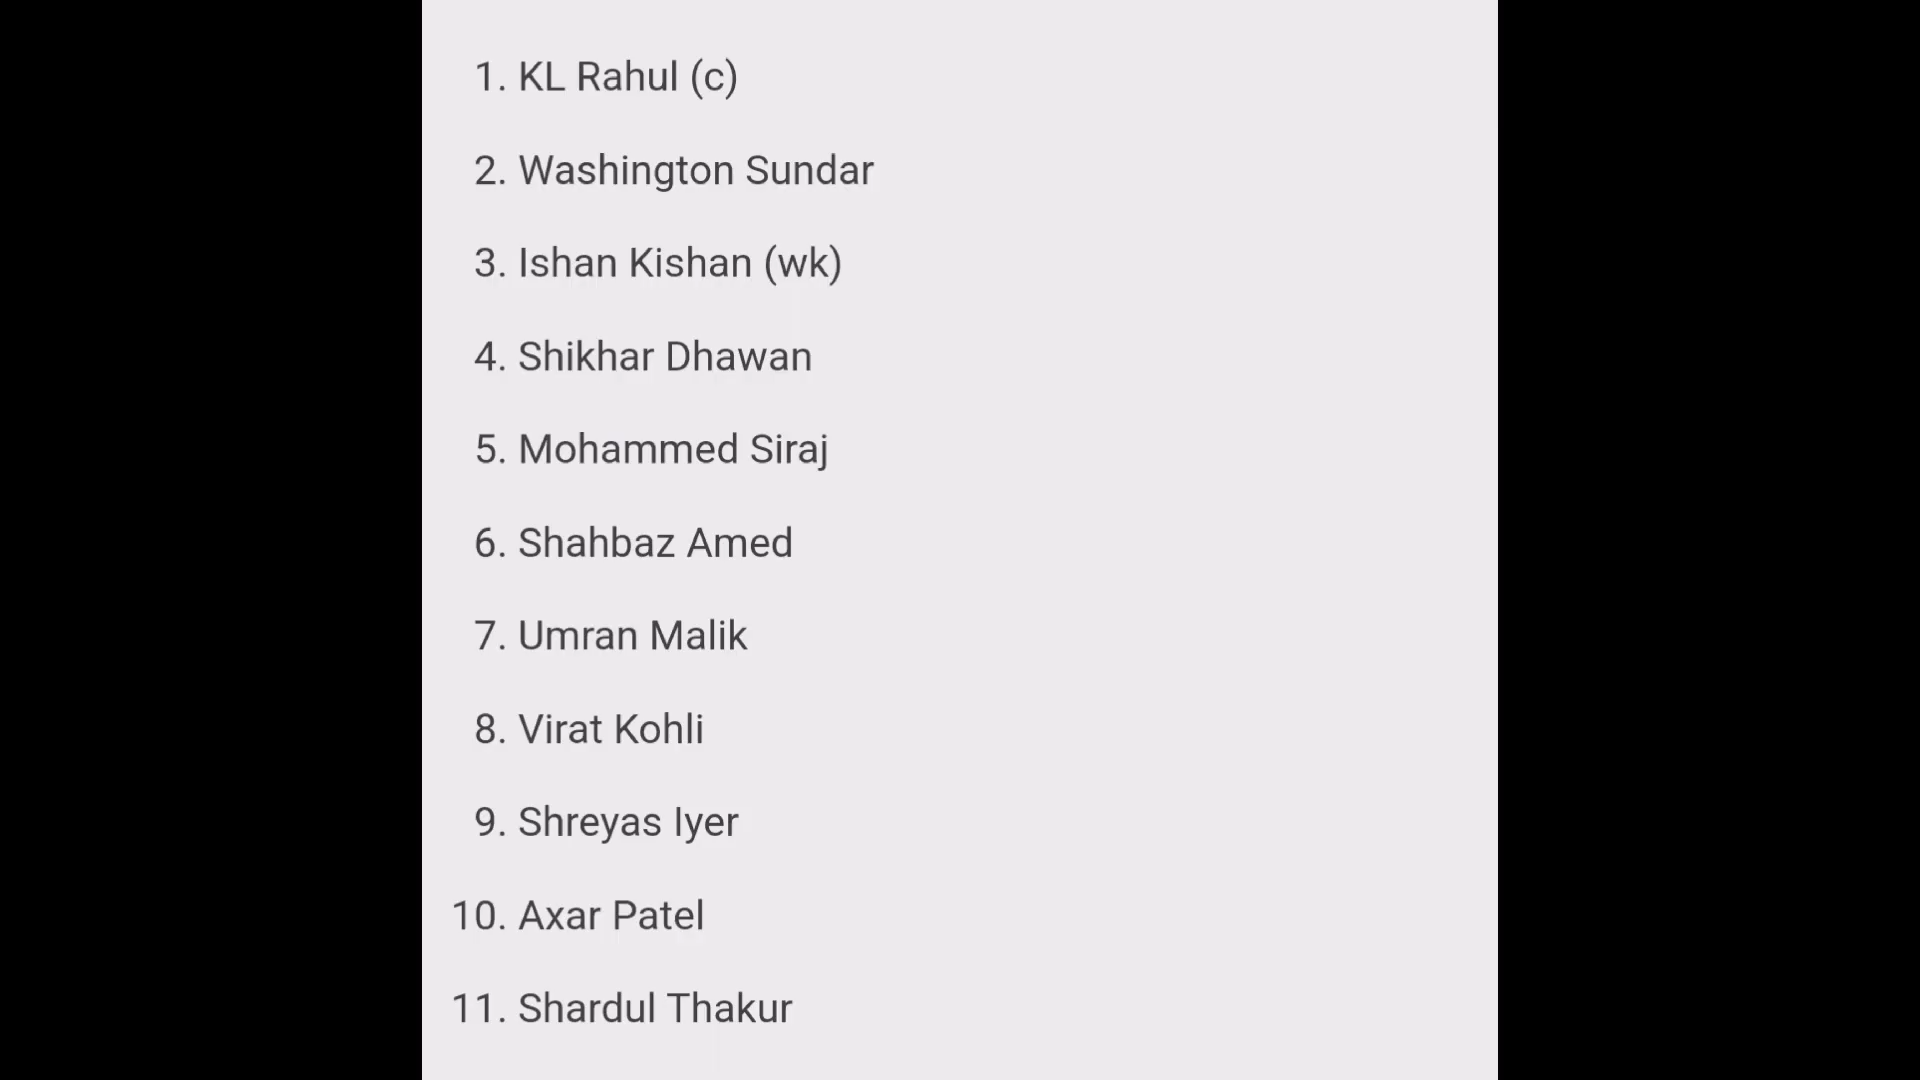 1. KL Rahul (c)
2. Washington Sundar
3. Ishan Kishan (wk)
4. Shikhar Dhawan
5. Mohammed Siraj
6. Shahbaz Amed
7. Umran Malik
8. Virat Kohli
9. Shreyas Iyer
10. Axar Patel
11. Shardul Thakur